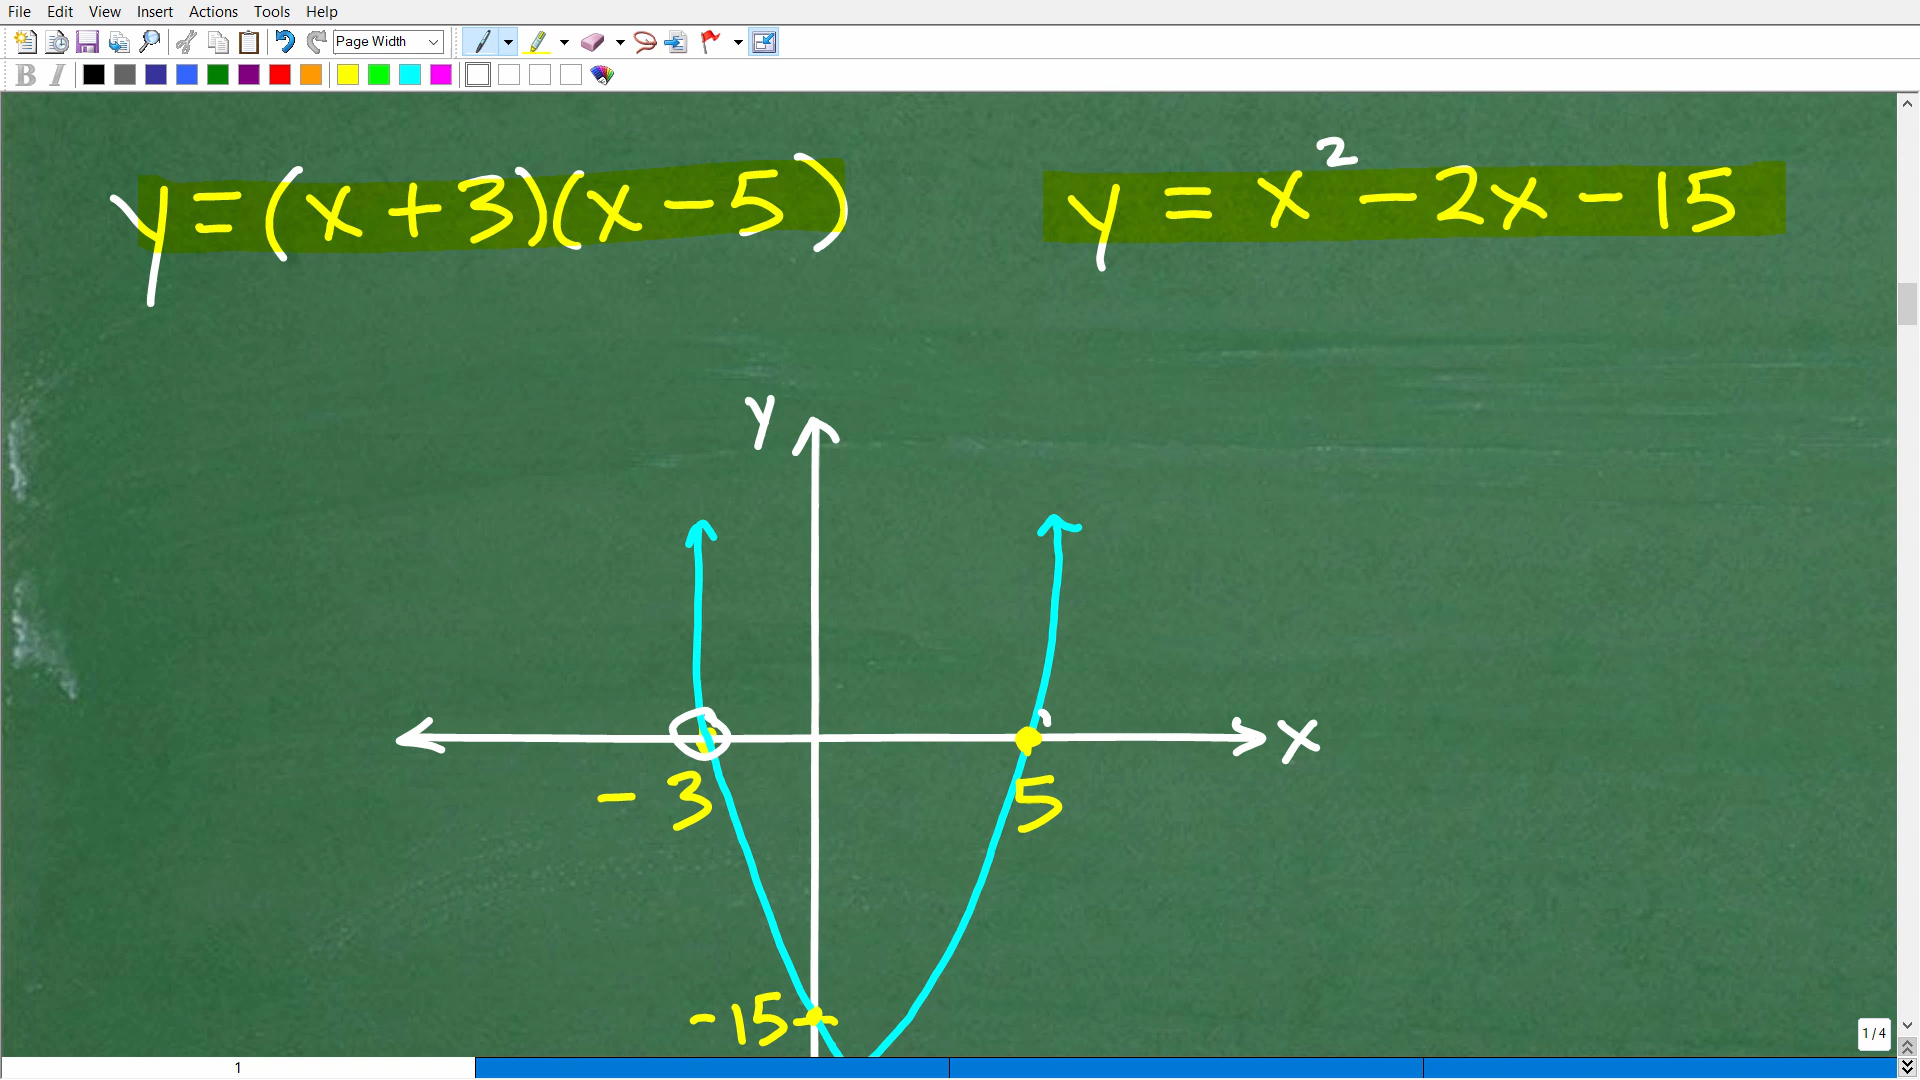 File Edit View Insert Actions Tools Help
Page Width
B I
y = (x + 3)(x - 5)
y = x² - 2x - 15
y
x
- 3
5
-15
1 / 4
1